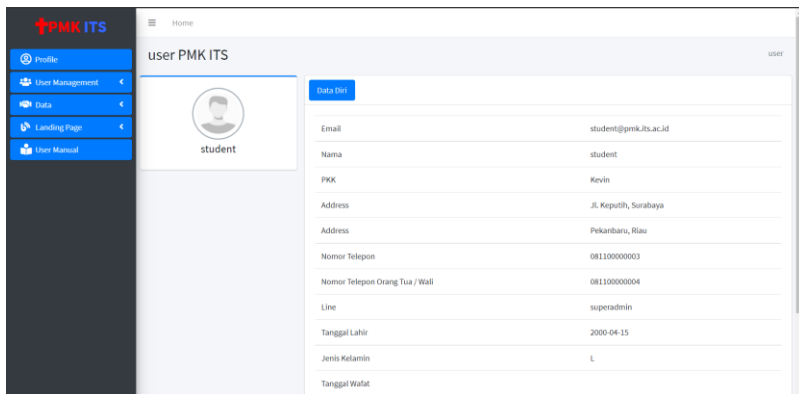 PMK ITS
Home
Profile
User Management
Data
Landing Page
User Manual
user PMK ITS
user
student
Data Diri
Email student@pmk.its.ac.id
Nama student
PKK Kevin
Address Jl. Keputih, Surabaya
Address Pekanbaru, Riau
Nomor Telepon 081100000003
Nomor Telepon Orang Tua / Wali 081100000004
Line superadmin
Tanggal Lahir 2000-04-15
Jenis Kelamin L
Tanggal Wafat